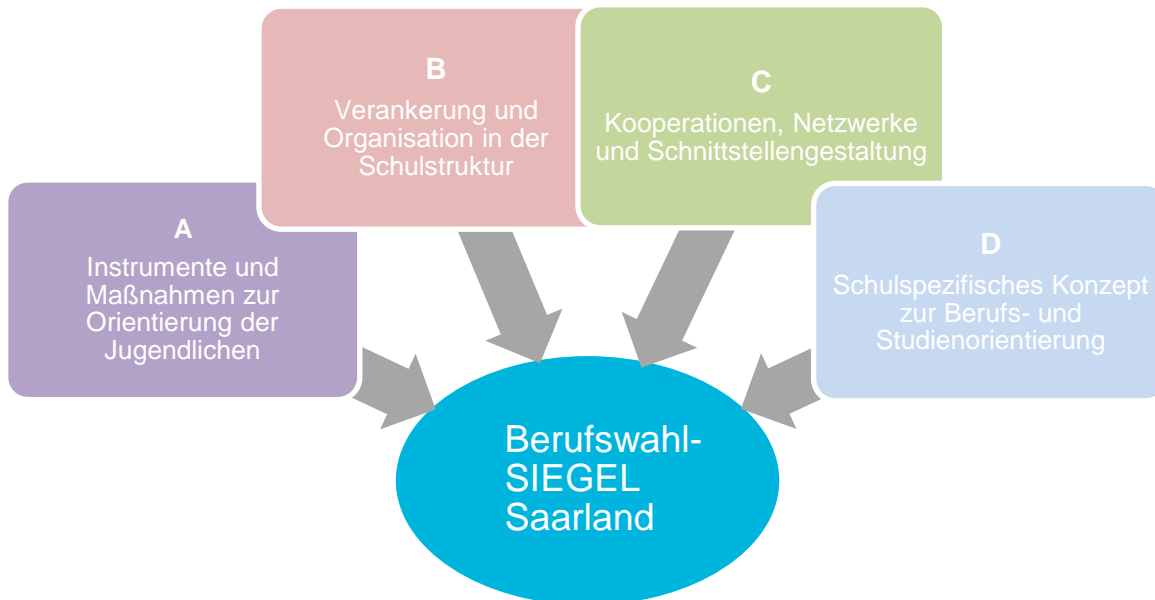 A
Instrumente und
Maßnahmen zur
Orientierung der
Jugendlichen
B
Verankerung und
Organisation in der
Schulstruktur
C
Kooperationen, Netzwerke
und Schnittstellengestaltung
D
Schulspezifisches Konzept
zur Berufs- und
Studienorientierung
Berufswahl-
SIEGEL
Saarland